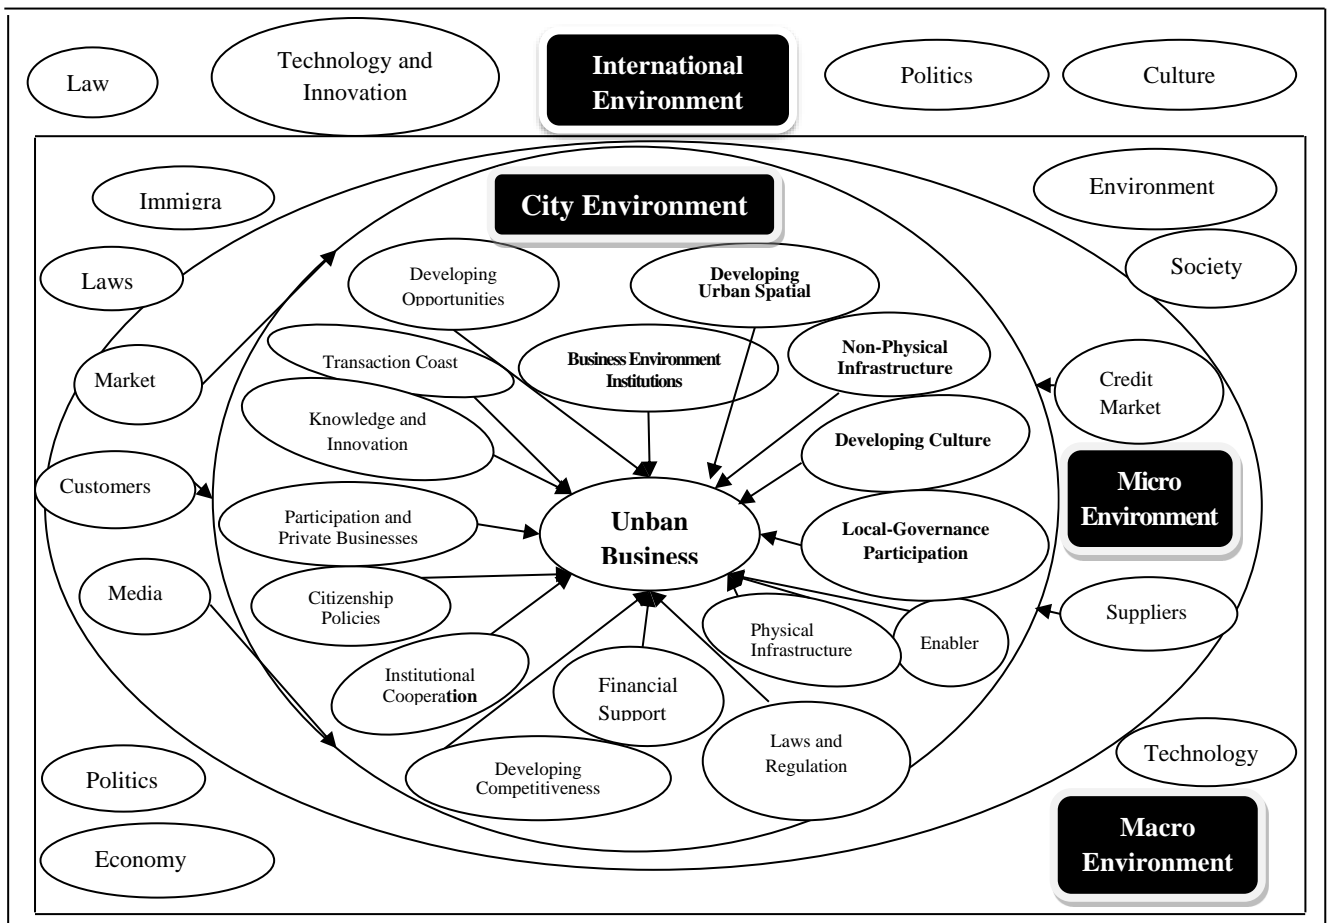 Law
Technology and
Innovation
International
Environment
Politics
Culture
Immigra
Environment
City Environment
Laws
Society
Developing
Opportunities
Developing
Urban Spatial
Transaction Coast
Business Environment
Institutions
Non-Physical
Infrastructure
Market
Credit
Market
Knowledge and
Innovation
Developing Culture
Customers
Micro
Environment
Participation and
Private Businesses
Unban
Business
Local-Governance
Participation
Media
Citizenship
Policies
Suppliers
Physical
Infrastructure
Enabler
Institutional
Cooperation
Financial
Support
Laws and
Regulation
Developing
Competitiveness
Technology
Politics
Macro
Environment
Economy